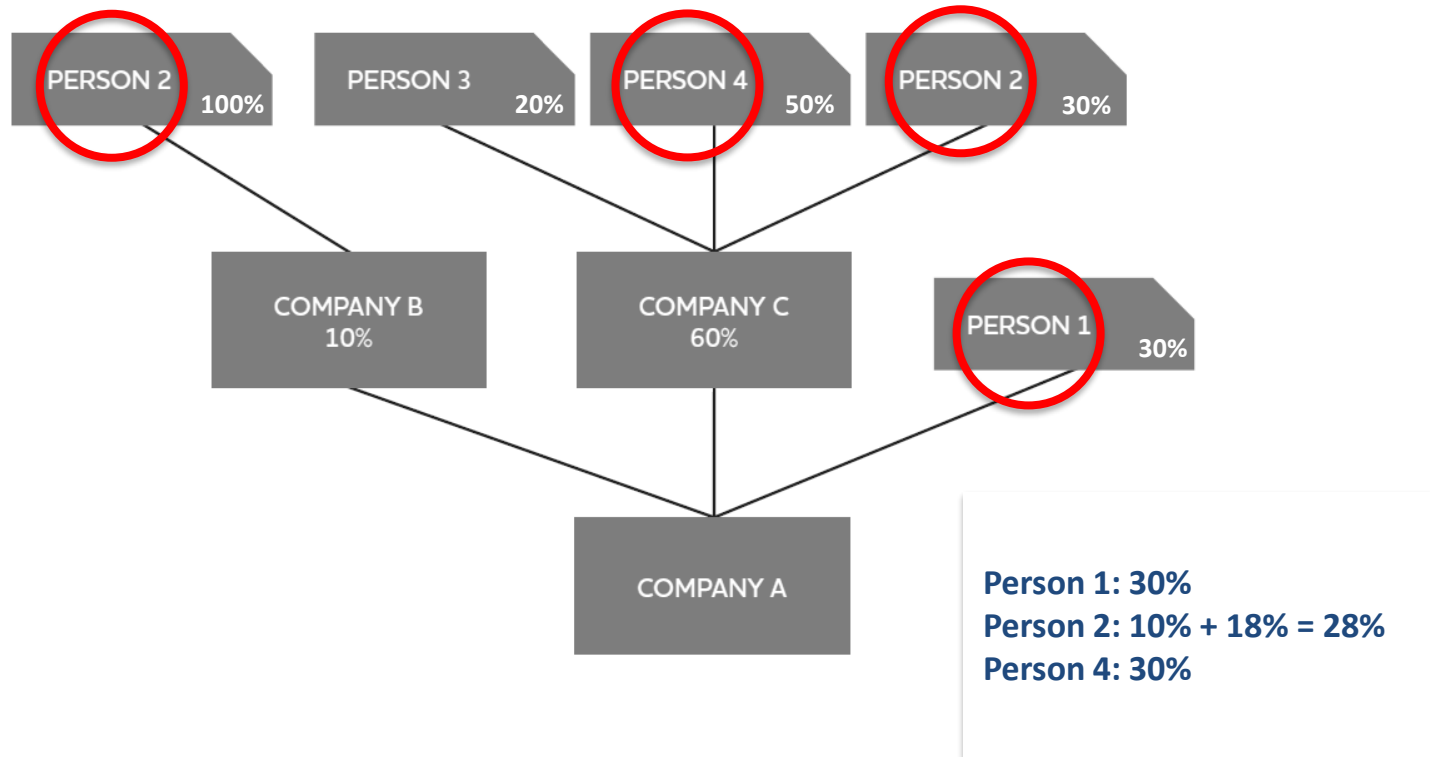 PERSON 2
100%
PERSON 3
20%
PERSON 4
50%
PERSON 2
30%
COMPANY B
10%
COMPANY C
60%
PERSON 1
30%
COMPANY A
Person 1: 30%
Person 2: 10% + 18% = 28%
Person 4: 30%